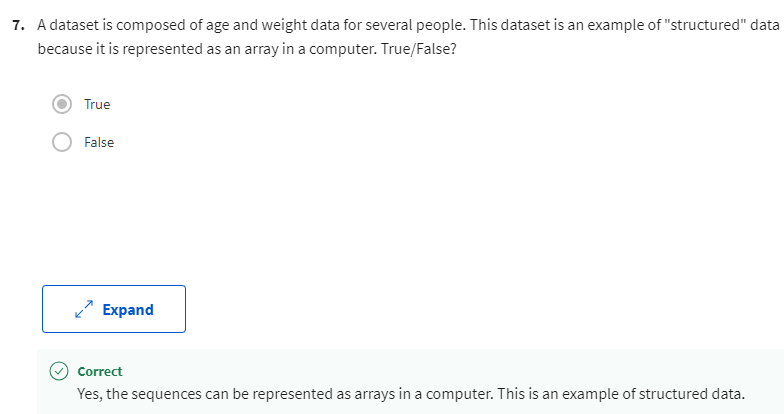 7. A dataset is composed of age and weight data for several people. This dataset is an example of "structured" data
because it is represented as an array in a computer. True/False?
True
False
Expand
Correct
Yes, the sequences can be represented as arrays in a computer. This is an example of structured data.